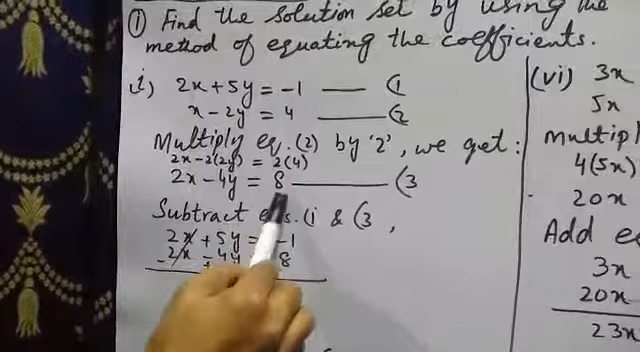 (1) Find the solution set by using the
method of equating the coefficients.
i) 2x + 5y = -1 —— (1
x - 2y = 4 —— (2
Multiply eq.(2) by '2', we get:
2x - 2(2y) = 2(4)
2x - 4y = 8 —— (3
Subtract eqs. (i & (3 ,
2x + 5y = -1
- 2x - 4y 8
(vi) 3x
5x
multipl
4(5x)
20x
Add e
3x
20x
23x